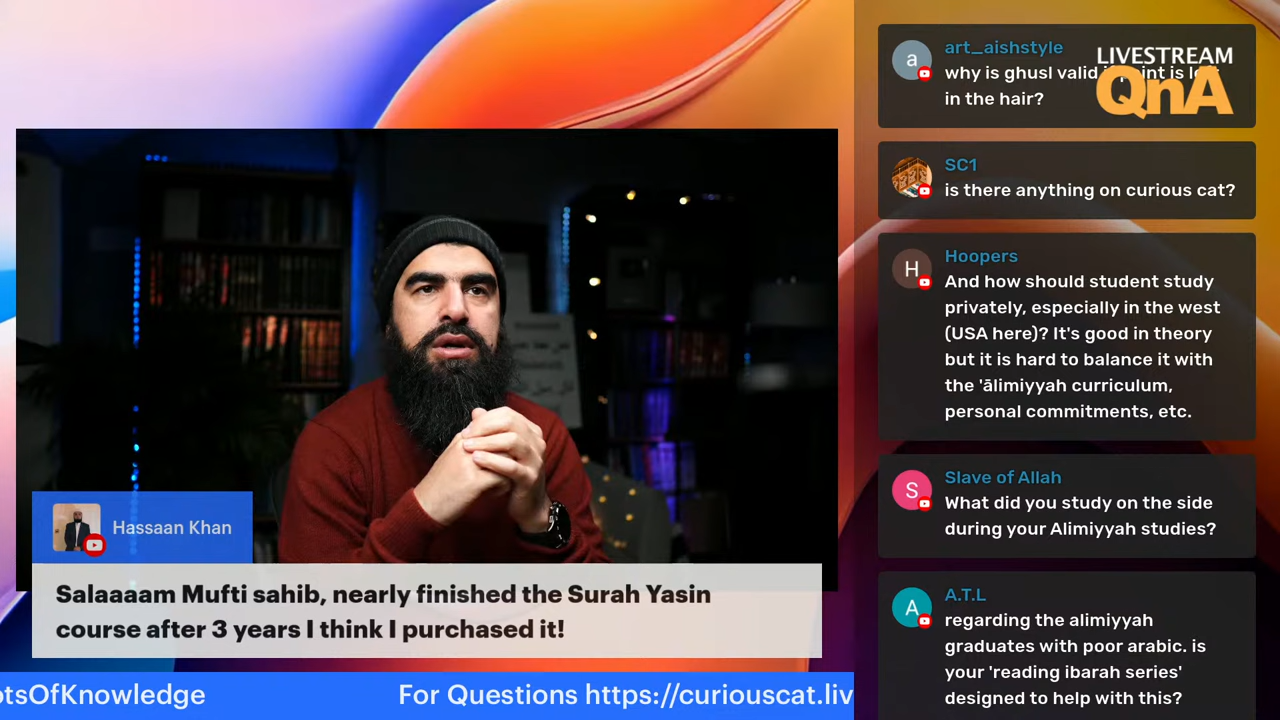 art_aishstyle
why is ghusl valid
in the hair?
LIVESTREAM
QnA
SC1
is there anything on curious cat?
Hoopers
And how should student study
privately, especially in the west
(USA here)? It's good in theory
but it is hard to balance it with
the 'ālimiyyah curriculum,
personal commitments, etc.
Slave of Allah
What did you study on the side
during your Alimiyyah studies?
A.T.L
regarding the alimiyyah
graduates with poor arabic. is
your 'reading ibarah series'
designed to help with this?
Hassaan Khan
Salaaaam Mufti sahib, nearly finished the Surah Yasin
course after 3 years I think I purchased it!
otsOfKnowledge
For Questions https://curiouscat.liv